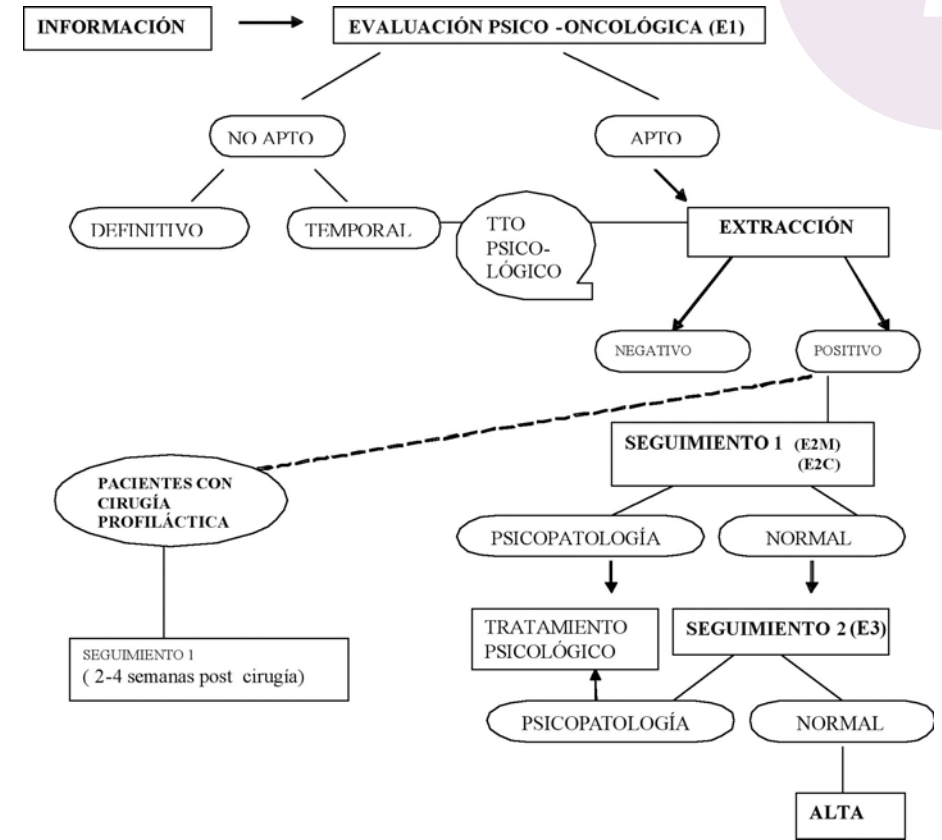 INFORMACIÓN
EVALUACIÓN PSICO -ONCOLÓGICA (E1)
NO APTO
APTO
DEFINITIVO
TEMPORAL
TTO
PSICO-
LÓGICO
EXTRACCIÓN
NEGATIVO
POSITIVO
SEGUIMIENTO 1 (E2M)
(E2C)
PACIENTES CON
CIRUGÍA
PROFILÁCTICA
PSICOPATOLOGÍA
NORMAL
TRATAMIENTO
PSICOLÓGICO
SEGUIMIENTO 2 (E3)
SEGUIMIENTO 1
( 2-4 semanas post cirugía)
PSICOPATOLOGÍA
NORMAL
ALTA